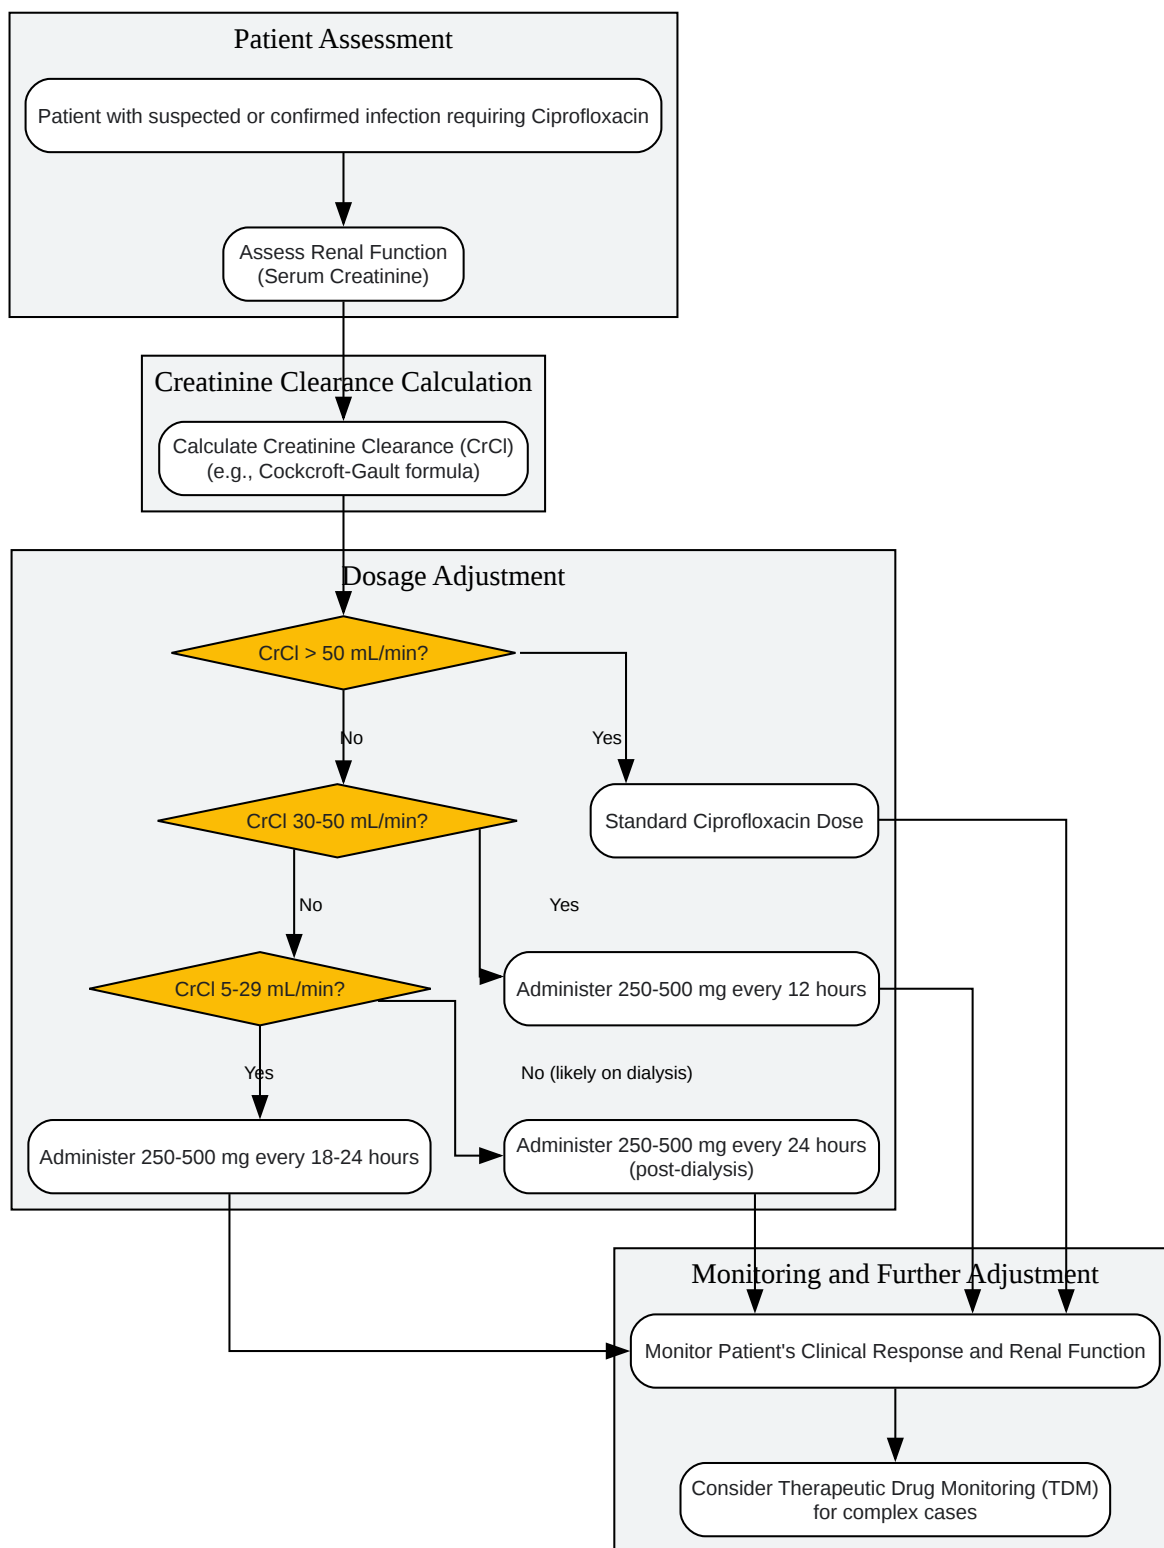 Patient Assessment
Patient with suspected or confirmed infection requiring Ciprofloxacin
Assess Renal Function
(Serum Creatinine)
Creatinine Clearance Calculation
Calculate Creatinine Clearance (CrCl)
(e.g., Cockcroft-Gault formula)
Dosage Adjustment
CrCl > 50 mL/min?
No
Yes
CrCl 30-50 mL/min?
Standard Ciprofloxacin Dose
No
Yes
CrCl 5-29 mL/min?
Administer 250-500 mg every 12 hours
Yes
No (likely on dialysis)
Administer 250-500 mg every 18-24 hours
Administer 250-500 mg every 24 hours
(post-dialysis)
Monitoring and Further Adjustment
Monitor Patient's Clinical Response and Renal Function
Consider Therapeutic Drug Monitoring (TDM)
for complex cases